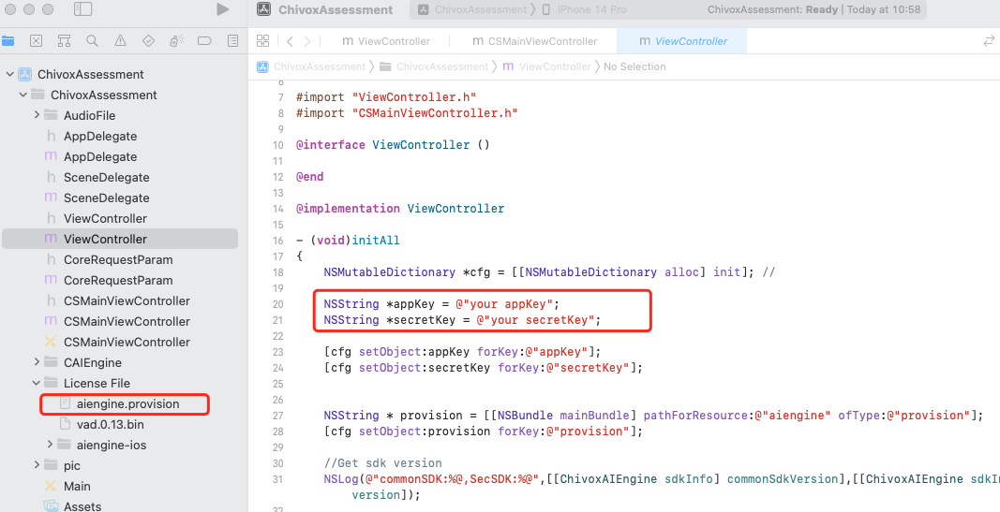 ChivoxAssessment
ChivoxAssessment
iPhone 14 Pro
ChivoxAssessment: Ready | Today at 10:58
ViewController
CSMainViewController
ViewController
ChivoxAssessment
ChivoxAssessment
ViewController
No Selection
ChivoxAssessment
ChivoxAssessment
AudioFile
h AppDelegate
m AppDelegate
h SceneDelegate
m SceneDelegate
h ViewController
m ViewController
h CoreRequestParam
m CoreRequestParam
h CSMainViewController
m CSMainViewController
CSMainViewController
CAIEngine
License File
aiengine.provision
vad.0.13.bin
aiengine-ios
pic
Main
Assets
6
7 #import "ViewController.h"
8 #import "CSMainViewController.h"
9
10 @interface ViewController ()
11
12 @end
13
14 @implementation ViewController
15
16 - (void)initAll
17 {
18 NSMutableDictionary *cfg = [[NSMutableDictionary alloc] init]; //
19
20 NSString *appKey = @"your appKey";
21 NSString *secretKey = @"your secretKey";
22
23 [cfg setObject:appKey forKey:@"appKey"];
24 [cfg setObject:secretKey forKey:@"secretKey"];
25
26
27 NSString * provision = [[NSBundle mainBundle] pathForResource:@"aiengine" ofType:@"provision"];
28 [cfg setObject:provision forKey:@"provision"];
29
30 //Get sdk version
31 NSLog(@"commonSDK:%@,SecSDK:%@",[[ChivoxAIEngine sdkInfo] commonSdkVersion],[[ChivoxAIEngine sdkIn
version]);
32